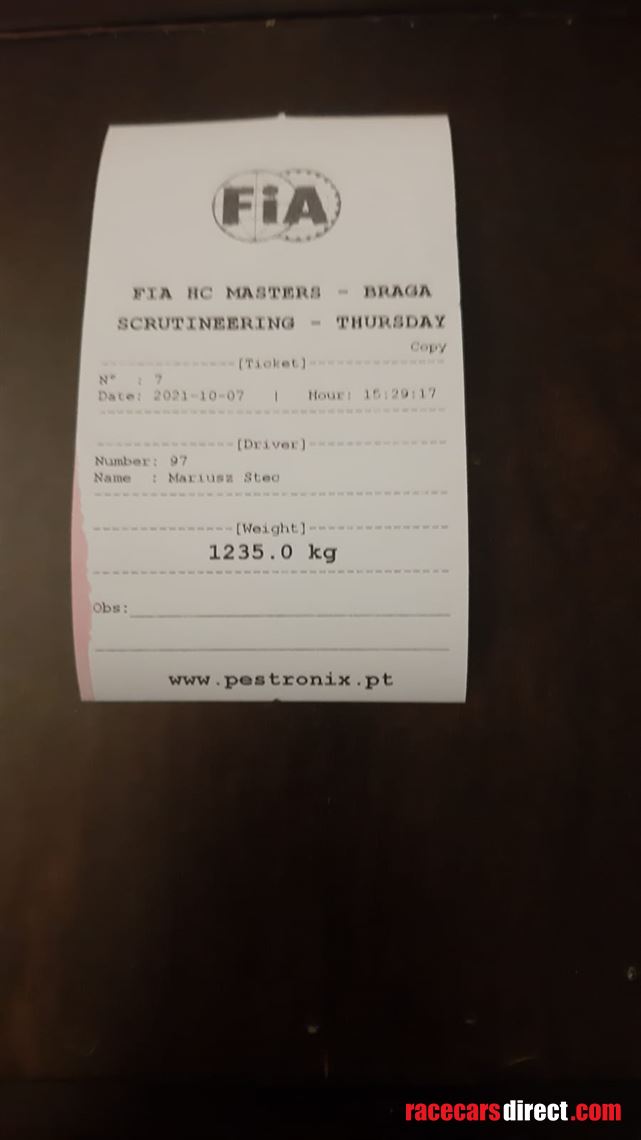 FiA
FIA HC MASTERS - BRAGA
SCRUTINEERING - THURSDAY
Copy
---------------[Ticket]---------------
Nº : 7
Date: 2021-10-07 | Hour: 15:29:17
---------------[Driver]---------------
Number: 97
Name : Mariusz Stec
---------------[Weight]---------------
1235.0 kg
Obs:
www.pestronix.pt
racecarsdirect.com